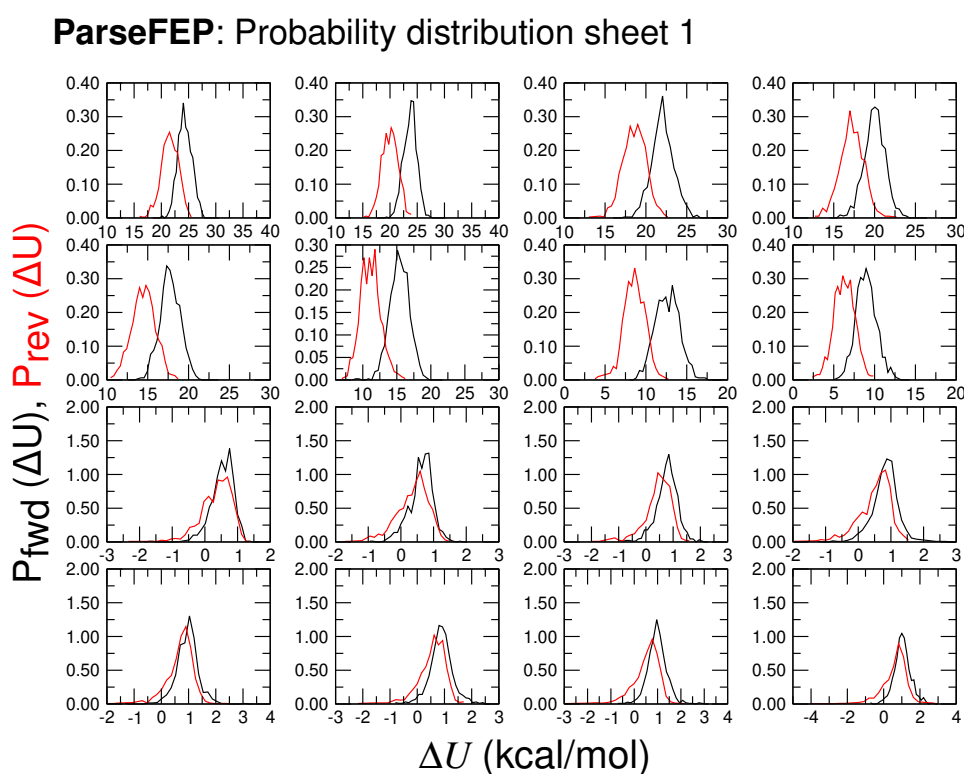 ParseFEP: Probability distribution sheet 1
0.40 0.40 0.40 0.40
0.30 0.30 0.30 0.30
0.20 0.20 0.20 0.20
0.10 0.10 0.10 0.10
0.00 0.00 0.00 0.00
10 15 20 25 30 35 40 10 15 20 25 30 35 40 10 15 20 25 30 10 15 20 25 30
0.40 0.30 0.40 0.40
0.25
0.30 0.30 0.30
0.20
0.20 0.15 0.20 0.20
0.10
0.10 0.10 0.10
0.05
0.00 0.00 0.00 0.00
10 15 20 25 30 10 15 20 25 30 0 5 10 15 20 0 5 10 15 20
2.00 2.00 2.00 2.00
1.50 1.50 1.50 1.50
1.00 1.00 1.00 1.00
0.50 0.50 0.50 0.50
0.00 0.00 0.00 0.00
-3 -2 -1 0 1 2 -2 -1 0 1 2 3 -3 -2 -1 0 1 2 3 -2 -1 0 1 2 3
2.00 2.00 2.00 2.00
1.50 1.50 1.50 1.50
1.00 1.00 1.00 1.00
0.50 0.50 0.50 0.50
0.00 0.00 0.00 0.00
-2 -1 0 1 2 3 4 -3 -2 -1 0 1 2 3 -3 -2 -1 0 1 2 3 4 -4 -2 0 2 4
Pfwd (ΔU), Prev (ΔU)
ΔU (kcal/mol)